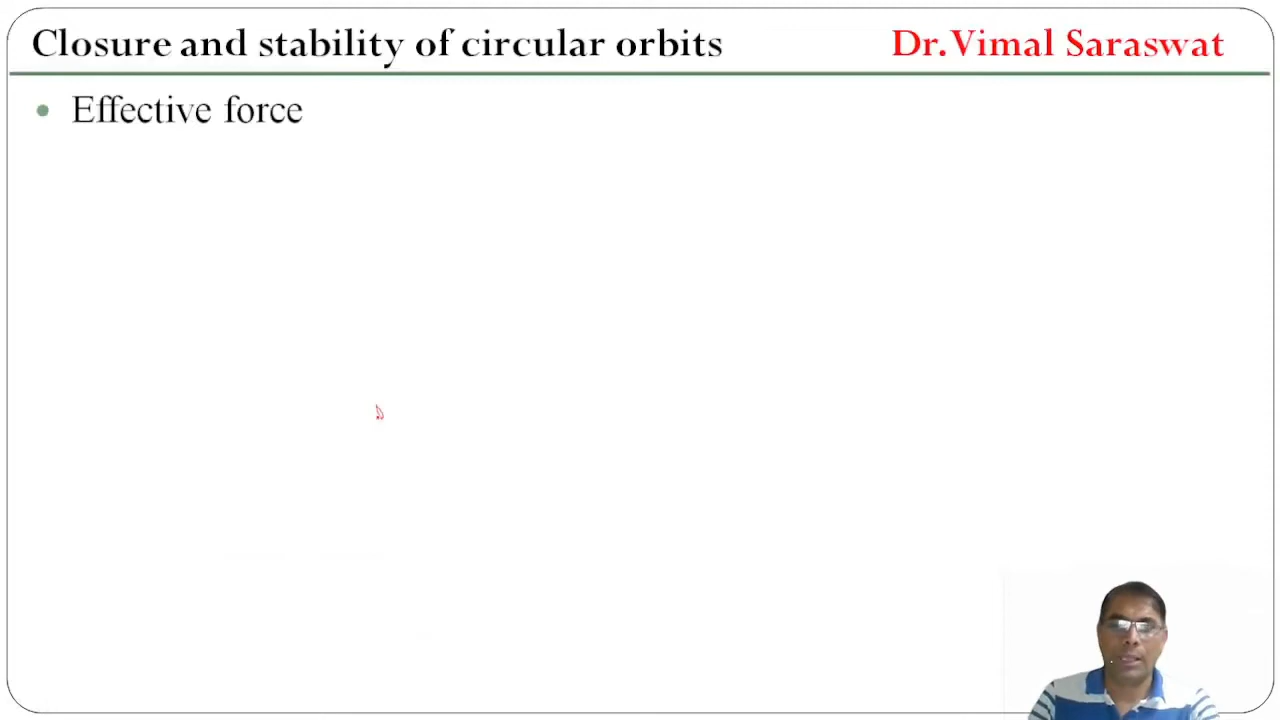 Closure and stability of circular orbits Dr. Vimal Saraswat
• Effective force